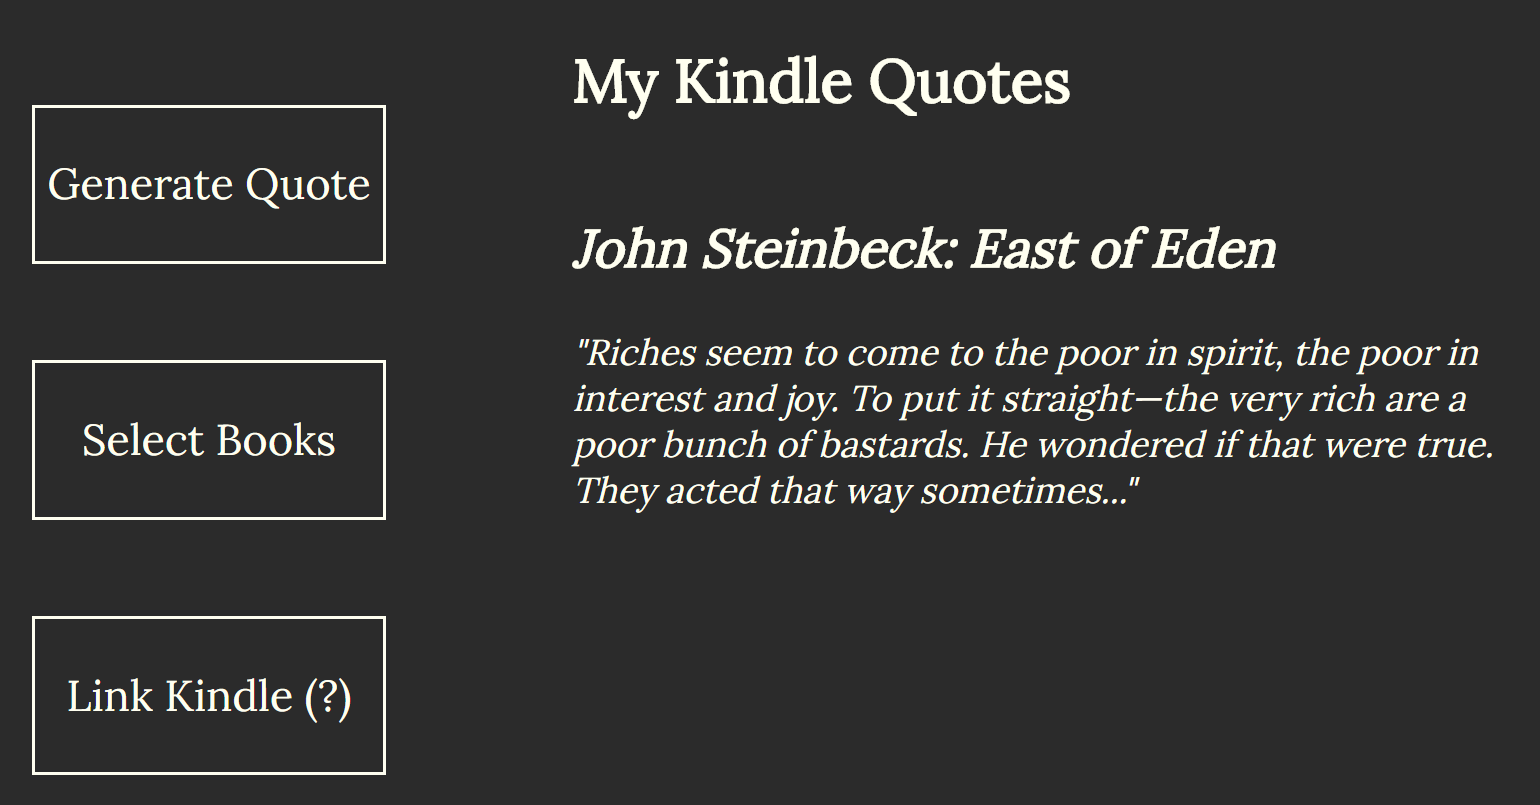 My Kindle Quotes
Generate Quote
John Steinbeck: East of Eden
"Riches seem to come to the poor in spirit, the poor in
interest and joy. To put it straight—the very rich are a
poor bunch of bastards. He wondered if that were true.
They acted that way sometimes..."
Select Books
Link Kindle (?)